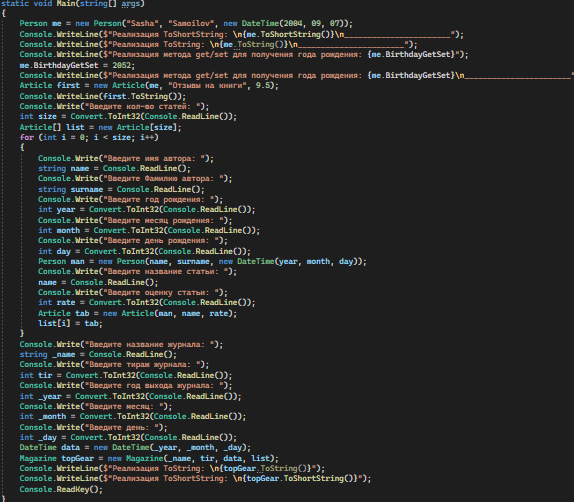 static void Main(string[] args)
{
Person me = new Person("Sasha", "Samoilov", new DateTime(2004, 09, 07));
Console.WriteLine($"Реализация ToShortString: \n{me.ToShortString()}\n________________________");
Console.WriteLine($"Реализация ToString: \n{me.ToString()}\n________________________");
Console.WriteLine($"Реализация метода get/set для получения года рождения: {me.BirthdayGetSet}");
me.BirthdayGetSet = 2052;
Console.WriteLine($"Реализация метода get/set для получения года рождения: {me.BirthdayGetSet}\n________________________"
Article first = new Article(me, "Отзывы на книги", 9.5);
Console.WriteLine(first.ToString());
Console.Write("Введите кол-во статей: ");
int size = Convert.ToInt32(Console.ReadLine());
Article[] list = new Article[size];
for (int i = 0; i < size; i++)
{
Console.Write("Введите имя автора: ");
string name = Console.ReadLine();
Console.Write("Введите Фамилию автора: ");
string surname = Console.ReadLine();
Console.Write("Введите год рождения: ");
int year = Convert.ToInt32(Console.ReadLine());
Console.Write("Введите месяц рождения: ");
int month = Convert.ToInt32(Console.ReadLine());
Console.Write("Введите день рождения: ");
int day = Convert.ToInt32(Console.ReadLine());
Person man = new Person(name, surname, new DateTime(year, month, day));
Console.Write("Введите название статьи: ");
name = Console.ReadLine();
Console.Write("Введите оценку статьи: ");
int rate = Convert.ToInt32(Console.ReadLine());
Article tab = new Article(man, name, rate);
list[i] = tab;
}
Console.Write("Введите название журнала: ");
string _name = Console.ReadLine();
Console.Write("Введите тираж журнала: ");
int tir = Convert.ToInt32(Console.ReadLine());
Console.Write("Введите год выхода журнала: ");
int _year = Convert.ToInt32(Console.ReadLine());
Console.Write("Введите месяц: ");
int _month = Convert.ToInt32(Console.ReadLine());
Console.Write("Введите день: ");
int _day = Convert.ToInt32(Console.ReadLine());
DateTime data = new DateTime(_year, _month, _day);
Magazine topGear = new Magazine(_name, tir, data, list);
Console.WriteLine($"Реализация ToString: \n{topGear.ToString()}");
Console.WriteLine($"Реализация ToShortString: \n{topGear.ToShortString()}");
Console.ReadKey();
}